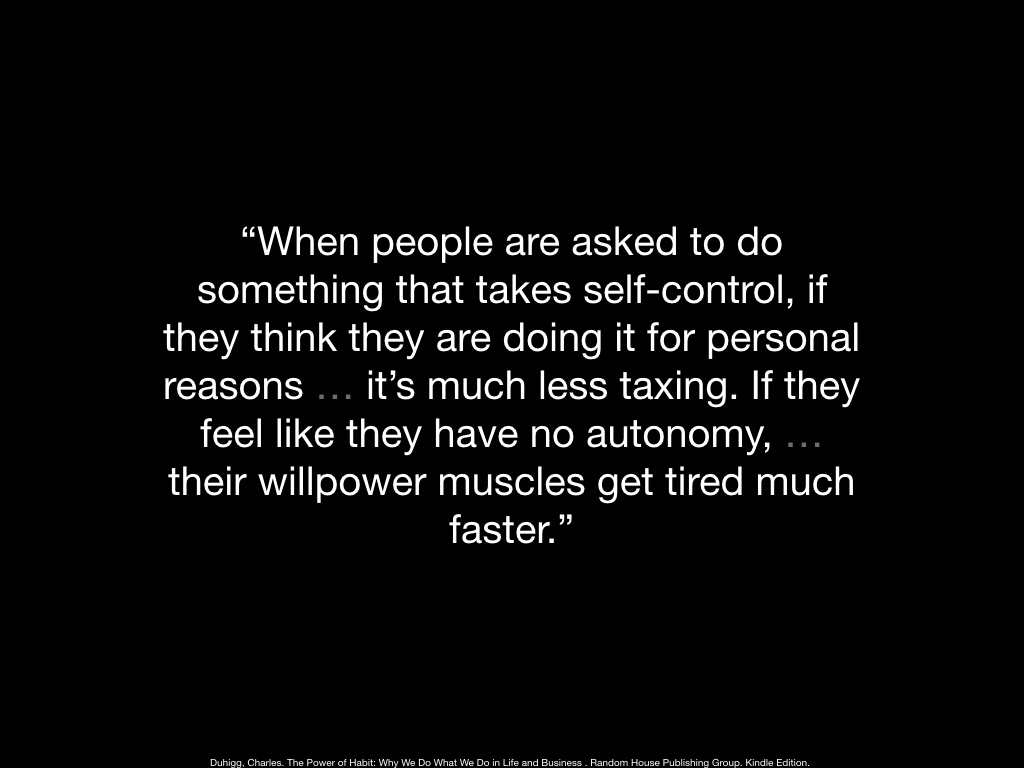 “When people are asked to do
something that takes self-control, if
they think they are doing it for personal
reasons … it’s much less taxing. If they
feel like they have no autonomy, …
their willpower muscles get tired much
faster.”
Duhigg, Charles. The Power of Habit: Why We Do What We Do in Life and Business . Random House Publishing Group. Kindle Edition.